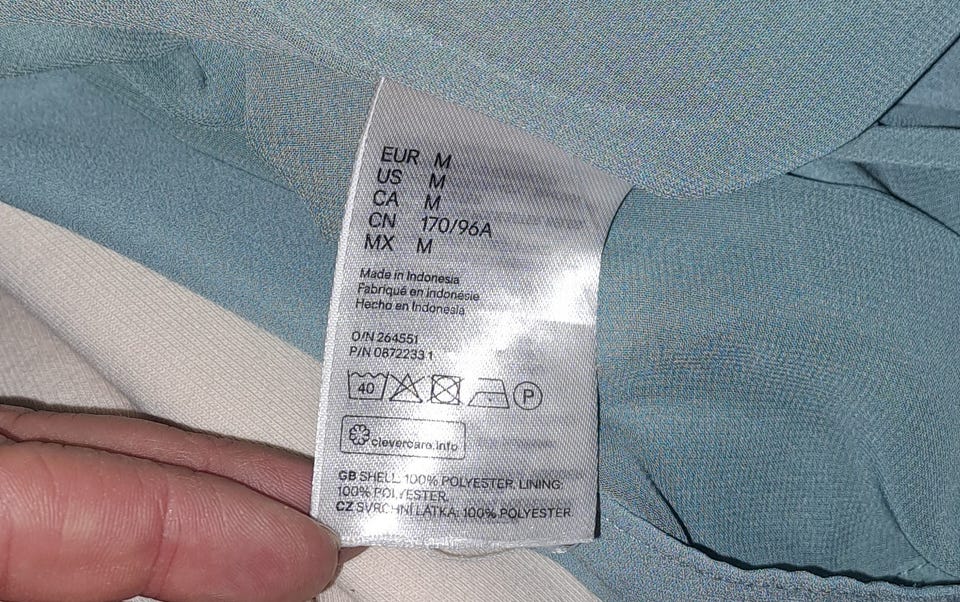 EUR M
US M
CA M
CN 170/96A
MX M
Made in Indonesia
Fabriqué en Indonésie
Hecho en Indonesia
O/N 264551
P/N 0872233 1
40
P
clevercare.info
GB SHELL: 100% POLYESTER. LINING:
100% POLYESTER.
CZ SVRCHNÍ LÁTKA: 100% POLYESTER.